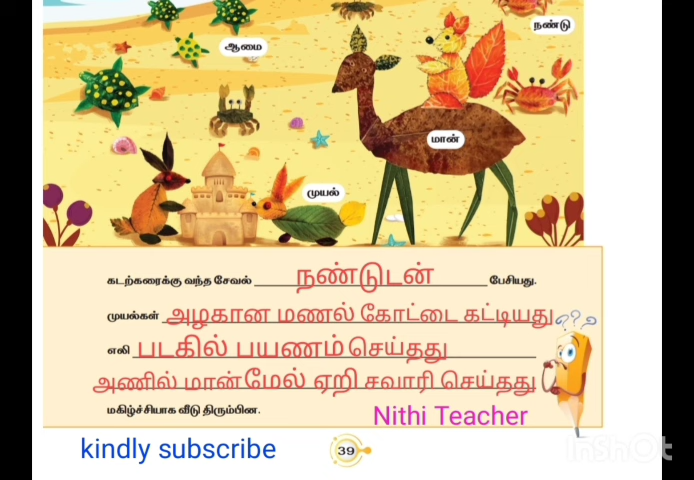 நண்டு
ஆமை
மான்
முயல்
கடற்கரைக்கு வந்த சேவல் நண்டுடன் பேசியது.
முயல்கள் அழகான மணல் கோட்டை கட்டியது
???
எலி படகில் பயணம் செய்தது
அணில் மான்மேல் ஏறி சவாரி செய்தது
மகிழ்ச்சியாக வீடு திரும்பின.
Nithi Teacher
kindly subscribe
39
InShOt